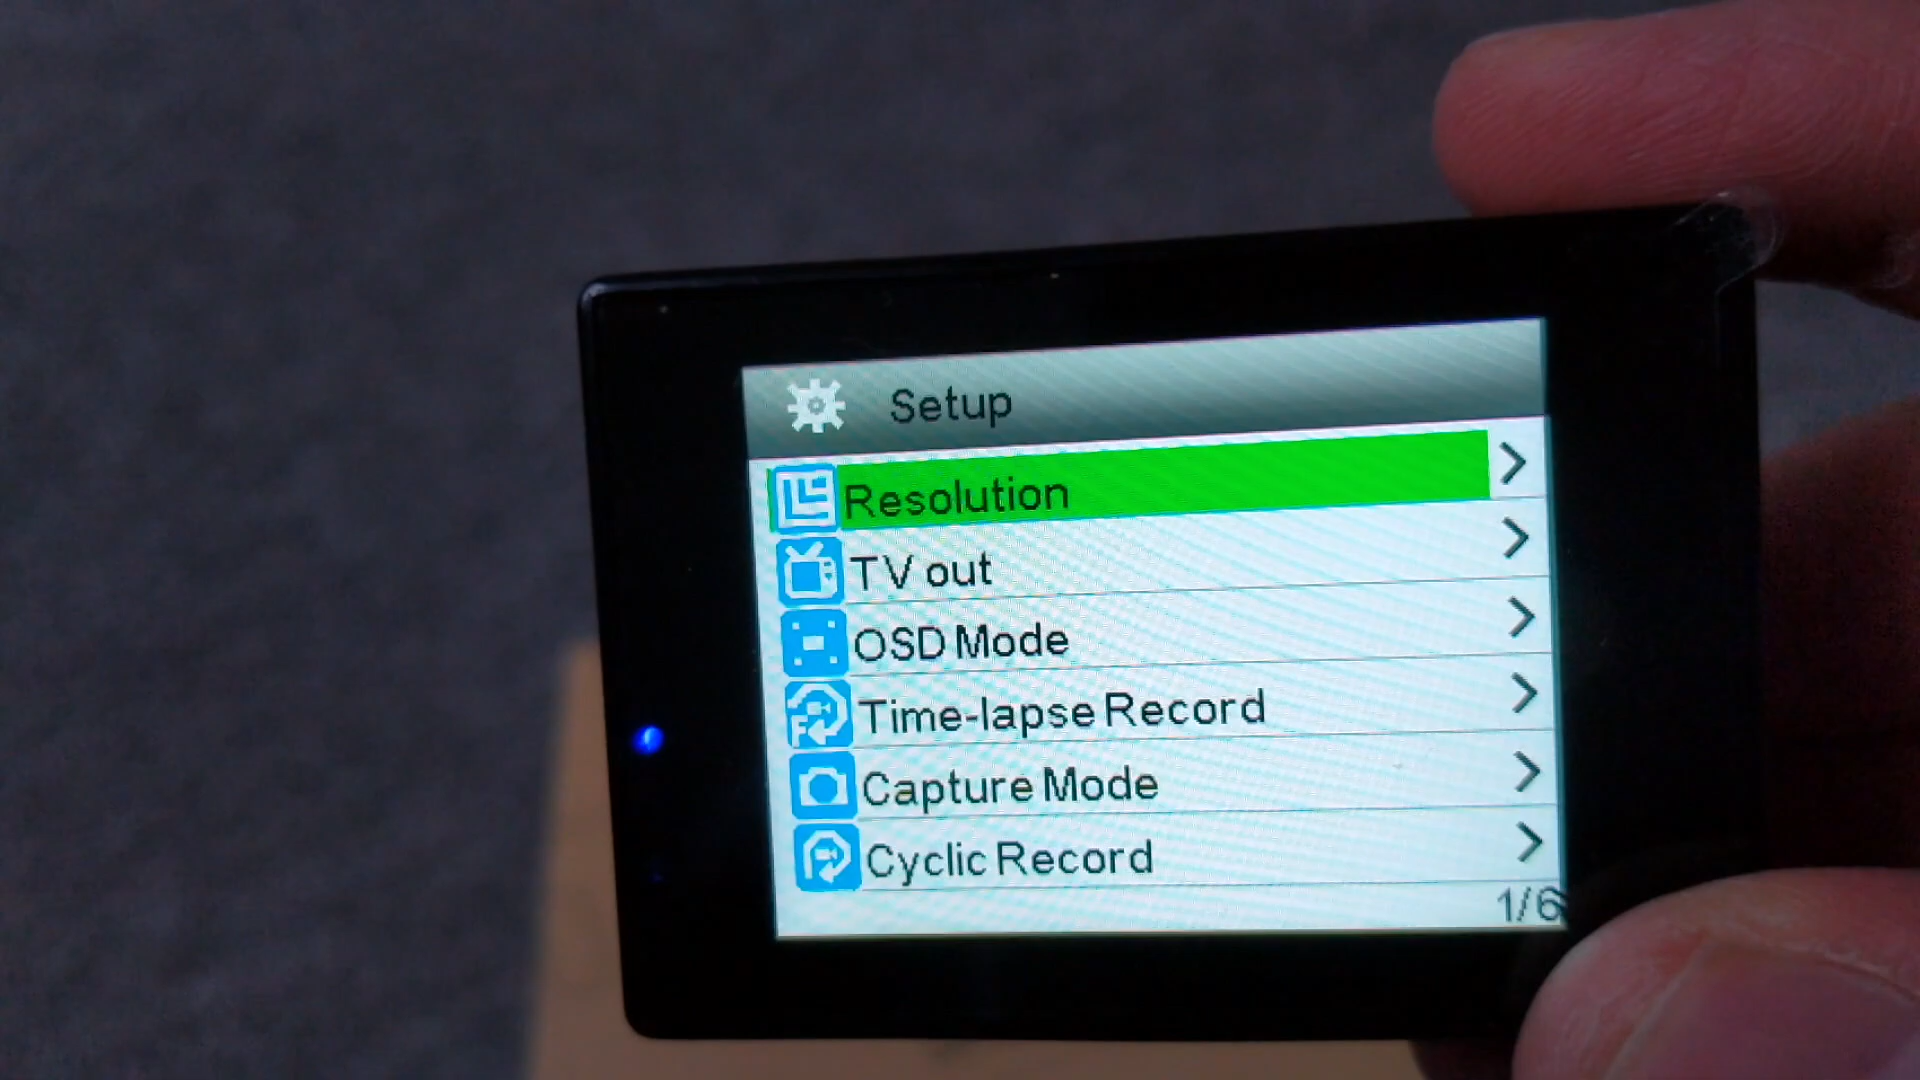 Setup
Resolution
TV out
OSD Mode
Time-lapse Record
Capture Mode
Cyclic Record
1/6